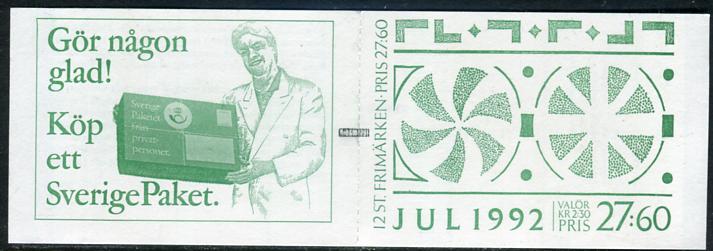 Gör någon
glad!
Köp
ett
SverigePaket.
Sverige
Paketet
från
privat-
personer.
12 ST. FRIMÄRKEN·PRIS 27:60
JUL 1992
VALÖR
KR 2:30
PRIS 27:60